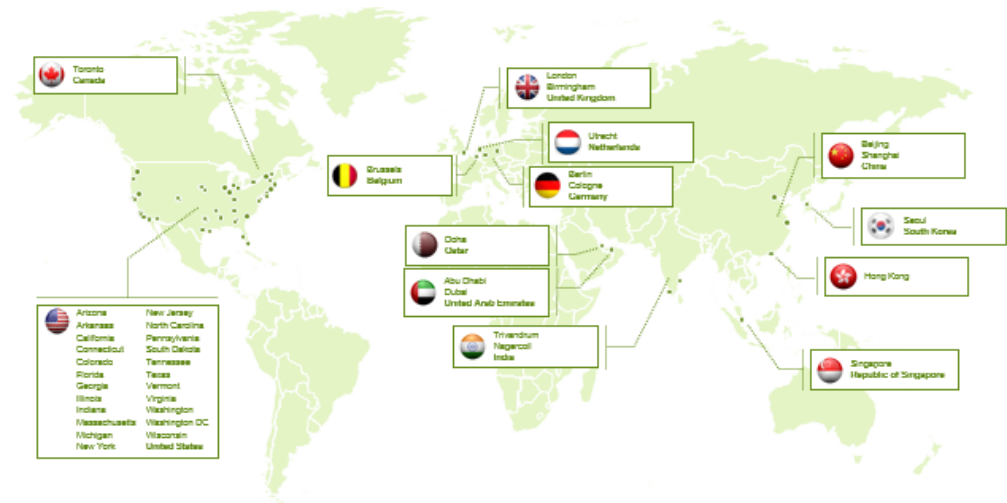 Toronto
Canada
London
Birmingham
United Kingdom
Utrecht
Netherlands
Brussels
Belgium
Berlin
Cologne
Germany
Beijing
Shanghai
China
Seoul
South Korea
Doha
Qatar
Abu Dhabi
Dubai
United Arab Emirates
Hong Kong
Trivandrum
Nagercoil
India
Singapore
Republic of Singapore
Arizona
Arkansas
California
Connecticut
Colorado
Florida
Georgia
Illinois
Indiana
Massachusetts
Michigan
New York
New Jersey
North Carolina
Pennsylvania
South Dakota
Tennessee
Texas
Vermont
Virginia
Washington
Washington DC
Wisconsin
United States